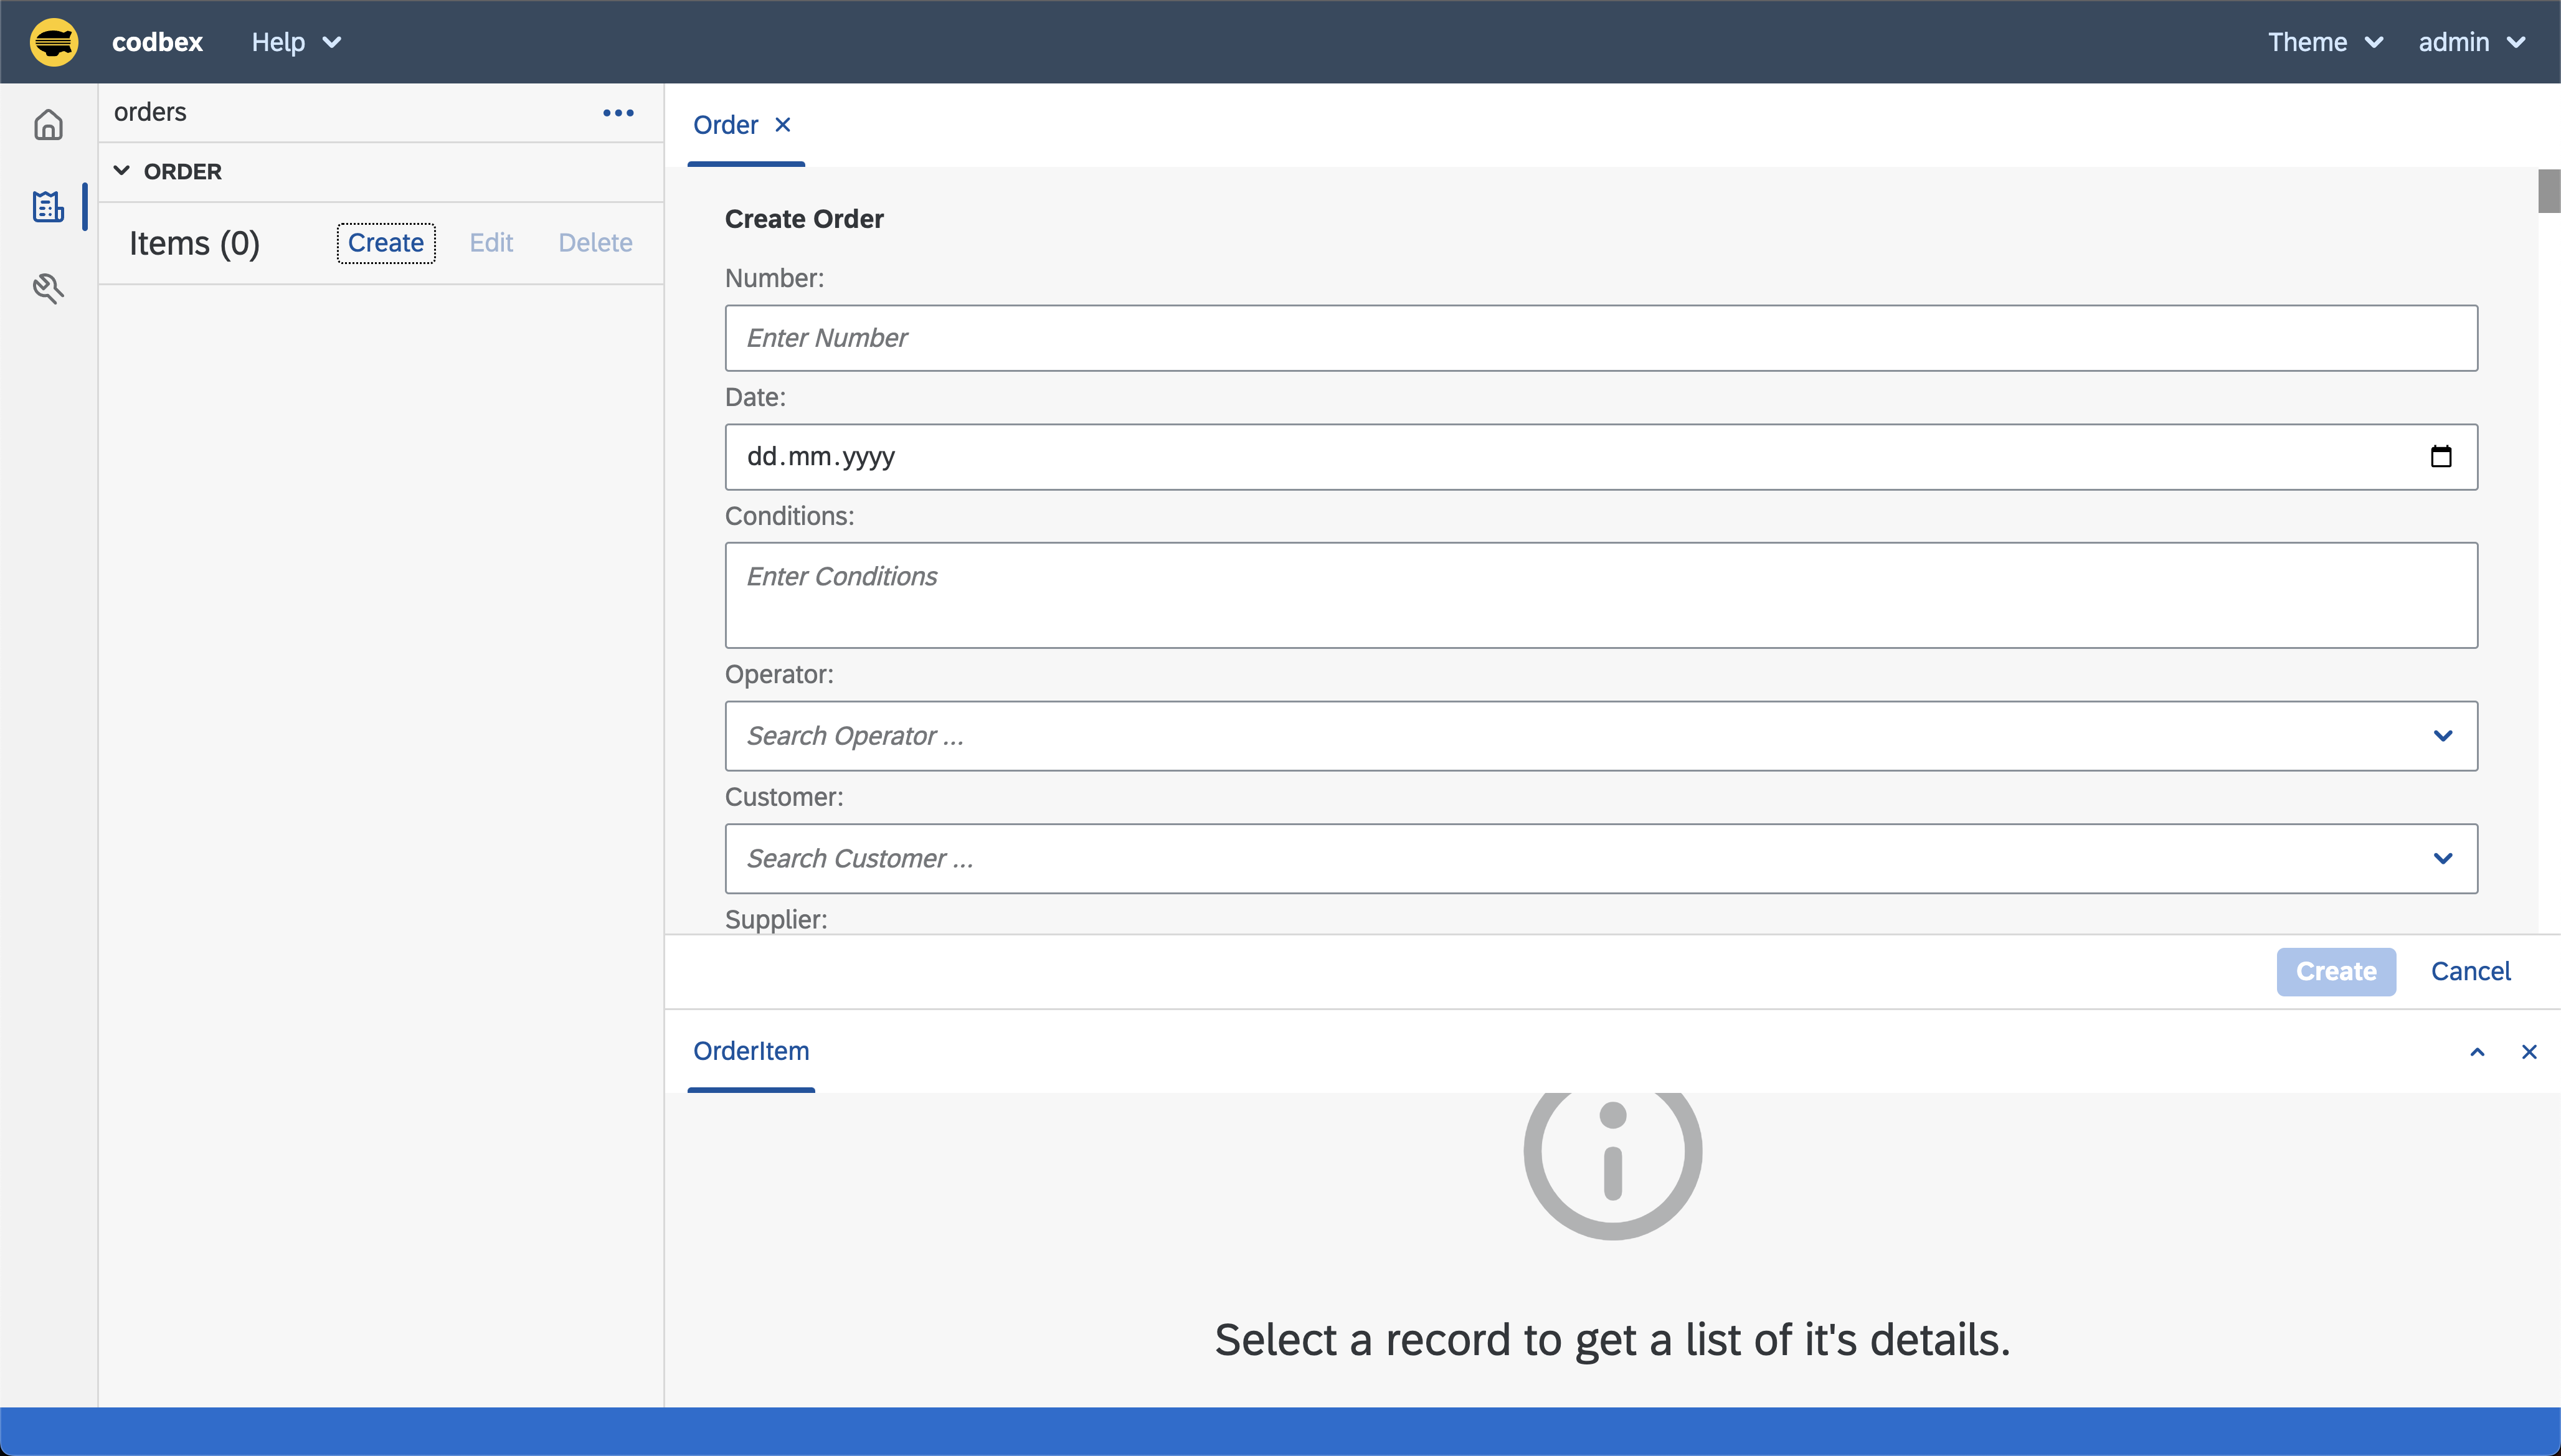 codbex Help Theme admin
orders
ORDER
Items (0) Create Edit Delete
Order
Create Order
Number:
Enter Number
Date:
dd.mm.yyyy
Conditions:
Enter Conditions
Operator:
Search Operator ...
Customer:
Search Customer ...
Supplier:
Create Cancel
OrderItem
Select a record to get a list of it's details.